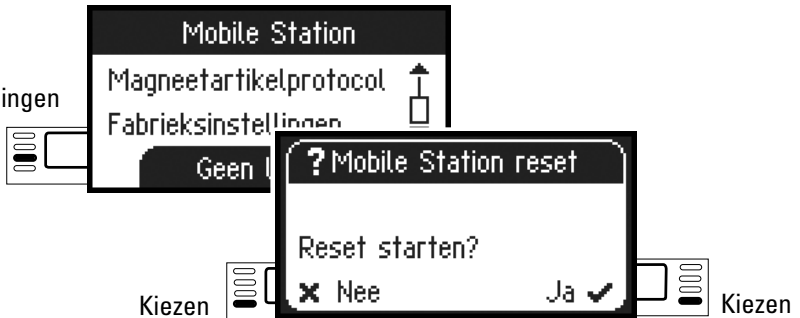 Mobile Station
Magneetartikelprotocol
ingen
Fabrieksinstellingen
Geen
? Mobile Station reset
Reset starten?
✖ Nee Ja ✔
Kiezen Kiezen